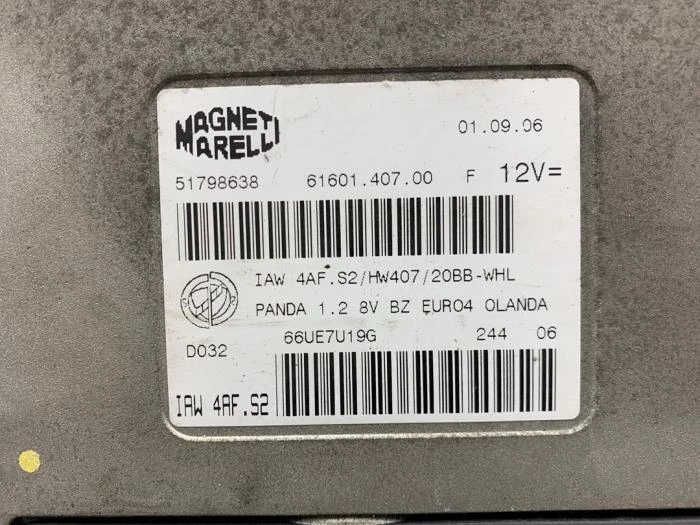 MAGNETI
MARELLI
01.09.06
51798638 61601.407.00 F 12V=
IAW 4AF.S2/HW407/20BB-WHL
PANDA 1.2 8V BZ EURO4 OLANDA
66UE7U19G 244 06
D032
IAW 4AF.S2